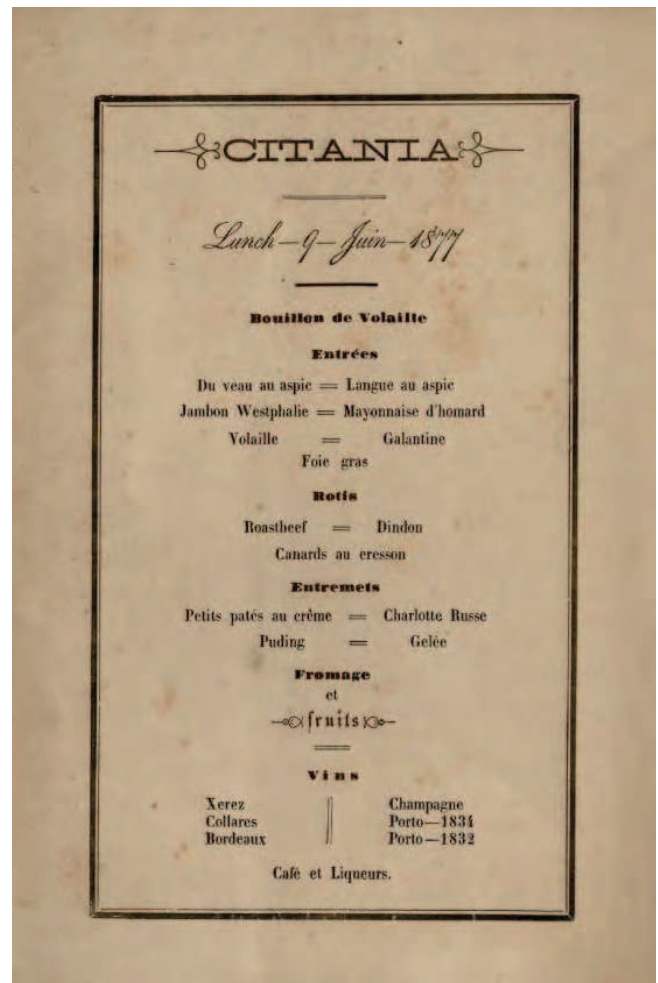 CITANIA
Lunch — 9 — Juin — 1877
Bouillon de Volaille
Entrées
Du veau au aspic = Langue au aspic
Jambon Westphalie = Mayonnaise d'homard
Volaille = Galantine
Foie gras
Rotis
Roastbeef = Dindon
Canards au cresson
Entremets
Petits patés au crême = Charlotte Russe
Puding = Gelée
Fromage
et
fruits
Vins
Xerez || Champagne
Collares Porto—1834
Bordeaux Porto—1832
Café et Liqueurs.